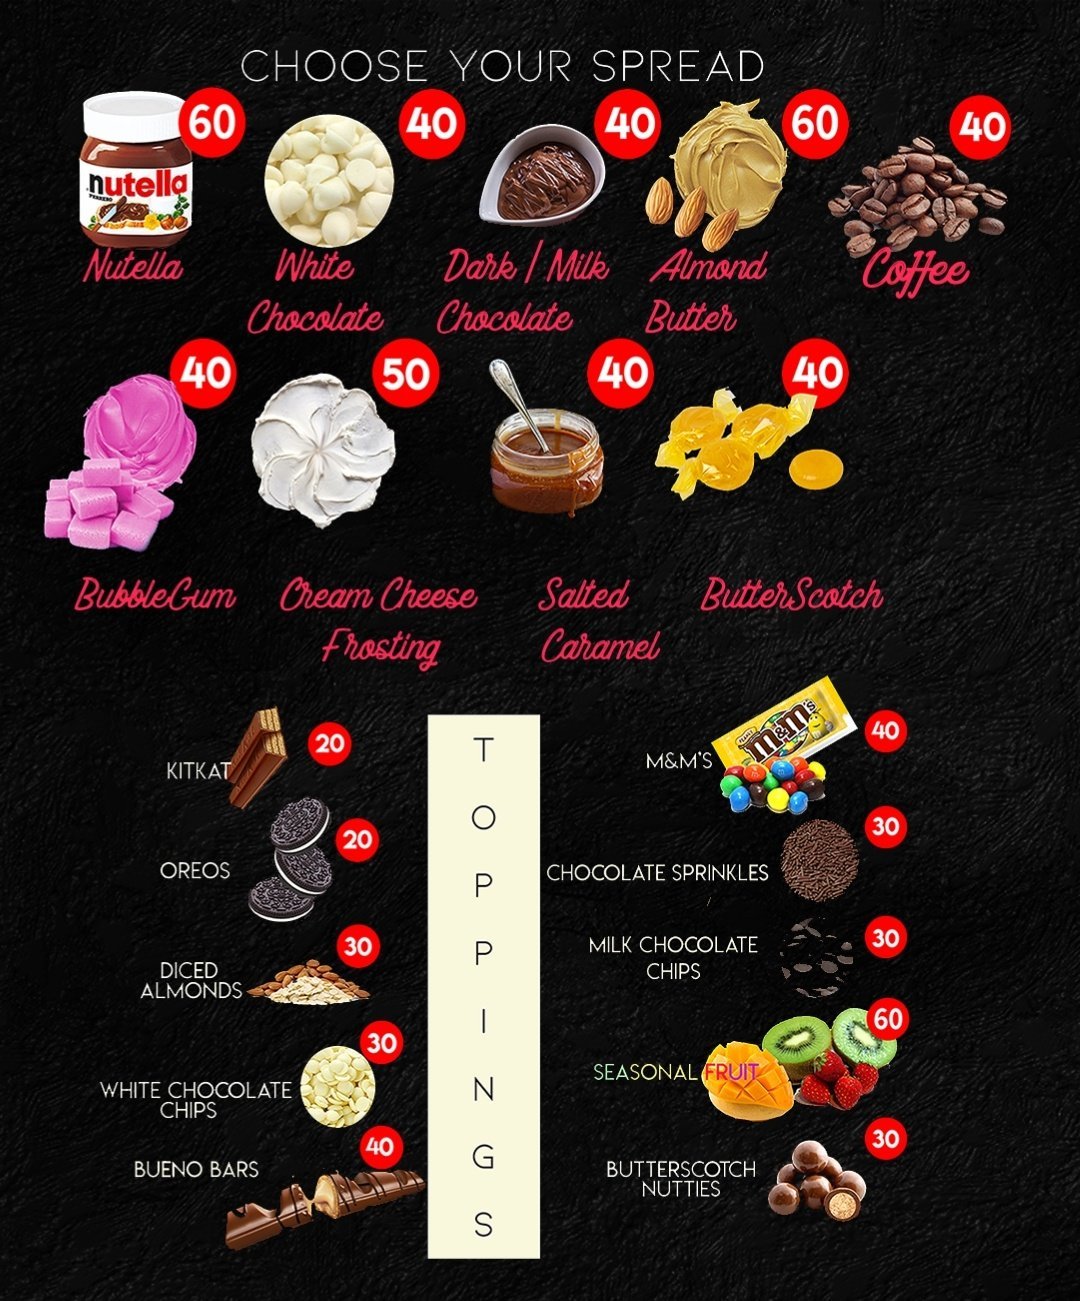 CHOOSE YOUR SPREAD
60
40
40
60
40
nutella
FERRERO
Nutella
White
Chocolate
Dark | Milk
Chocolate
Almond
Butter
Coffee
40
50
40
40
BubbleGum
Cream Cheese
Frosting
Salted
Caramel
ButterScotch
TOPPINGS
KITKAT
20
OREOS
20
DICED
ALMONDS
30
WHITE CHOCOLATE
CHIPS
30
BUENO BARS
40
M&M'S
m&m's
40
CHOCOLATE SPRINKLES
30
MILK CHOCOLATE
CHIPS
30
SEASONAL FRUIT
60
BUTTERSCOTCH
NUTTIES
30